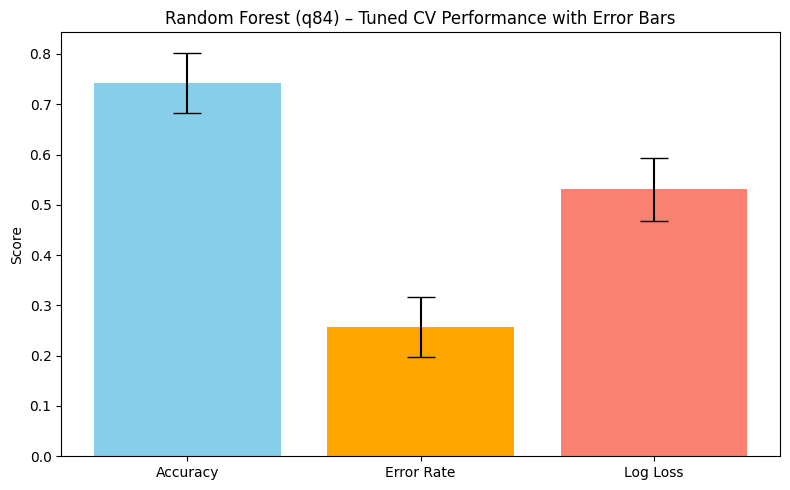 Random Forest (q84) – Tuned CV Performance with Error Bars
Score
0.8
0.7
0.6
0.5
0.4
0.3
0.2
0.1
0.0
Accuracy
Error Rate
Log Loss